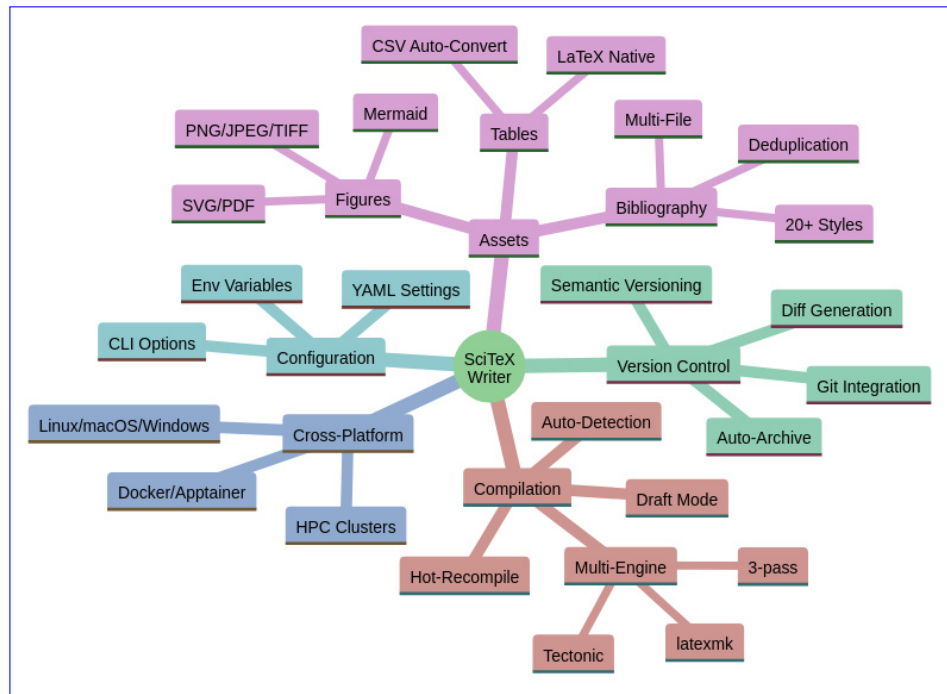 CSV Auto-Convert
LaTeX Native
Mermaid
PNG/JPEG/TIFF
Tables
Multi-File
Deduplication
SVG/PDF
Figures
Bibliography
20+ Styles
Assets
Env Variables
YAML Settings
Semantic Versioning
Diff Generation
CLI Options
Configuration
SciTeX
Writer
Version Control
Git Integration
Linux/macOS/Windows
Cross-Platform
Auto-Detection
Auto-Archive
Docker/Apptainer
Compilation
Draft Mode
HPC Clusters
Hot-Recompile
Multi-Engine
3-pass
Tectonic
latexmk